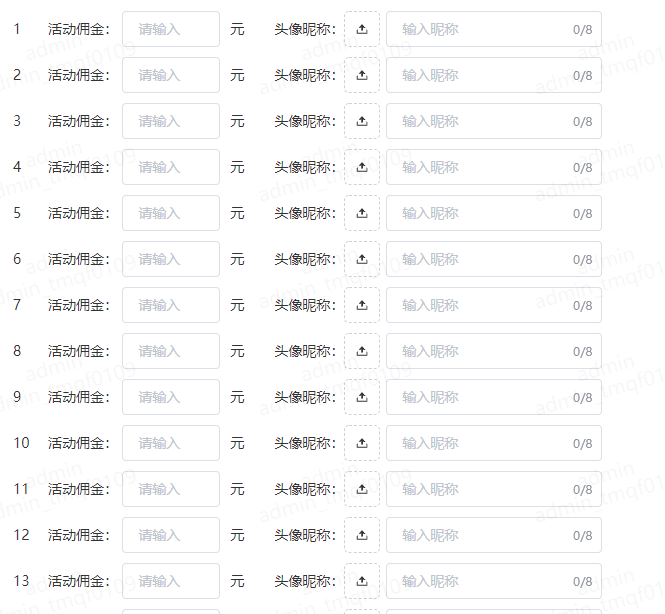 1 活动佣金： 请输入 元 头像昵称： 输入昵称 0/8
2 活动佣金： 请输入 元 头像昵称： 输入昵称 0/8
3 活动佣金： 请输入 元 头像昵称： 输入昵称 0/8
4 活动佣金： 请输入 元 头像昵称： 输入昵称 0/8
5 活动佣金： 请输入 元 头像昵称： 输入昵称 0/8
6 活动佣金： 请输入 元 头像昵称： 输入昵称 0/8
7 活动佣金： 请输入 元 头像昵称： 输入昵称 0/8
8 活动佣金： 请输入 元 头像昵称： 输入昵称 0/8
9 活动佣金： 请输入 元 头像昵称： 输入昵称 0/8
10 活动佣金： 请输入 元 头像昵称： 输入昵称 0/8
11 活动佣金： 请输入 元 头像昵称： 输入昵称 0/8
12 活动佣金： 请输入 元 头像昵称： 输入昵称 0/8
13 活动佣金： 请输入 元 头像昵称： 输入昵称 0/8
admin
admin_tmqf0109